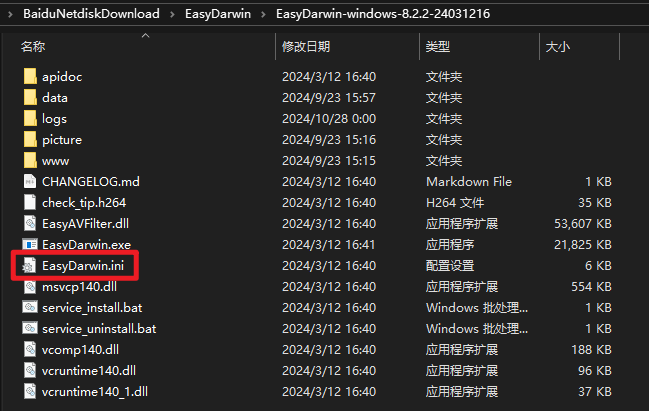 BaiduNetdiskDownload > EasyDarwin > EasyDarwin-windows-8.2.2-24031216
名称 修改日期 类型 大小
apidoc 2024/3/12 16:40 文件夹
data 2024/9/23 15:57 文件夹
logs 2024/10/28 0:00 文件夹
picture 2024/9/23 15:16 文件夹
www 2024/9/23 15:15 文件夹
CHANGELOG.md 2024/3/12 16:40 Markdown File 1 KB
check_tip.h264 2024/3/12 16:40 H264 文件 35 KB
EasyAVFilter.dll 2024/3/12 16:40 应用程序扩展 53,607 KB
EasyDarwin.exe 2024/3/12 16:41 应用程序 21,825 KB
EasyDarwin.ini 2024/3/12 16:40 配置设置 6 KB
msvcp140.dll 2024/3/12 16:40 应用程序扩展 554 KB
service_install.bat 2024/3/12 16:40 Windows 批处理... 1 KB
service_uninstall.bat 2024/3/12 16:40 Windows 批处理... 1 KB
vcomp140.dll 2024/3/12 16:40 应用程序扩展 188 KB
vcruntime140.dll 2024/3/12 16:40 应用程序扩展 96 KB
vcruntime140_1.dll 2024/3/12 16:40 应用程序扩展 37 KB